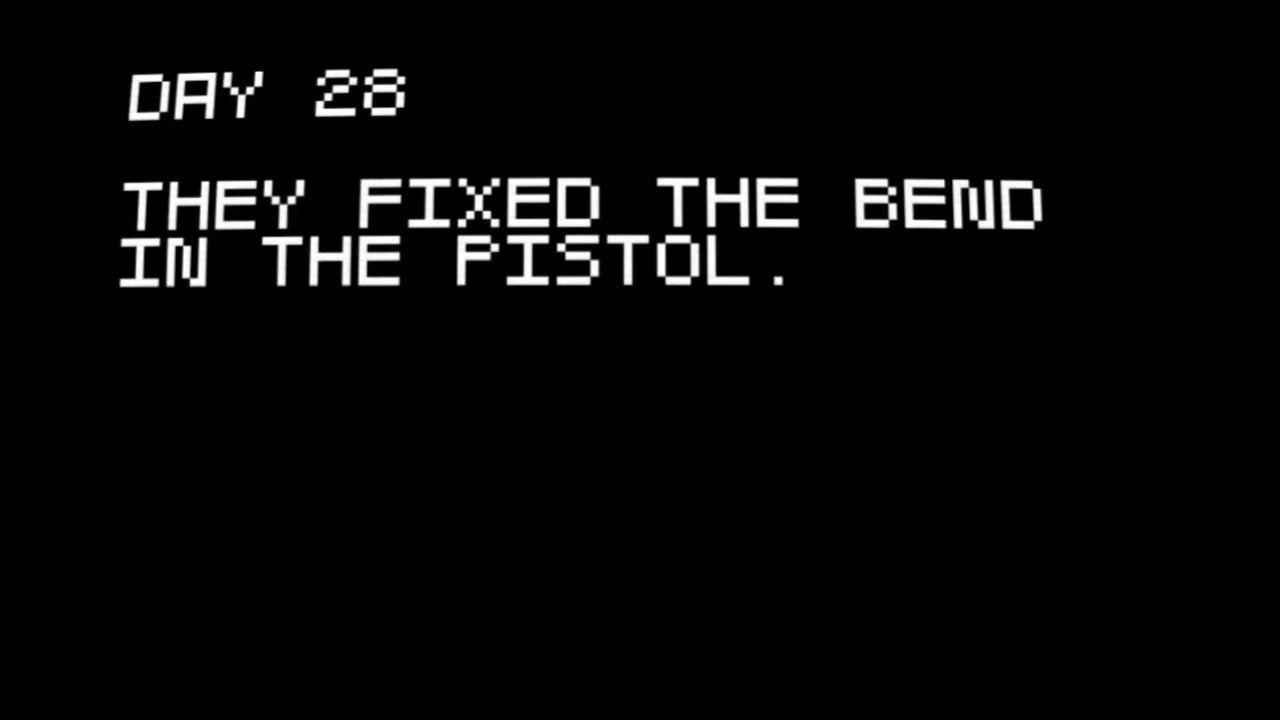 DAY 28
THEY FIXED THE BEND
IN THE PISTOL.